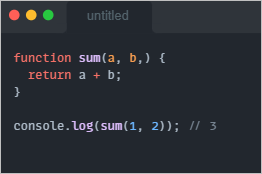 untitled
function sum(a, b,) {
  return a + b;
}
console.log(sum(1, 2)); // 3